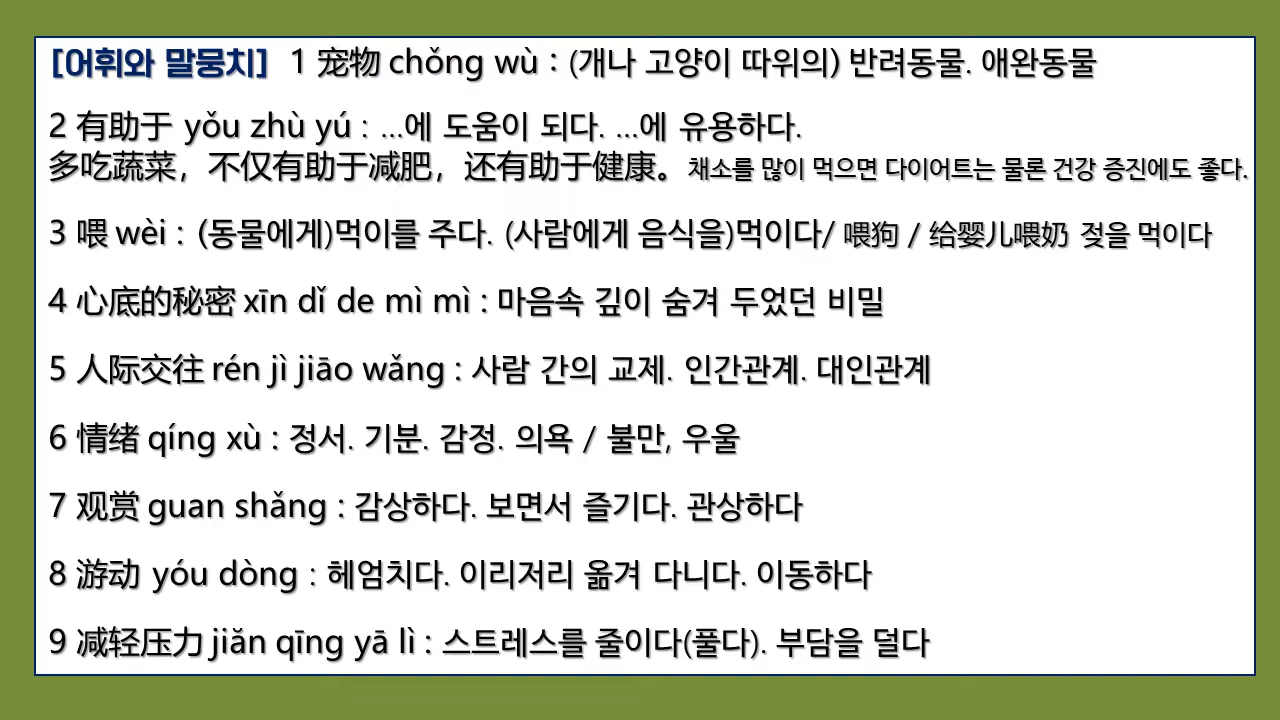 [어휘와 말뭉치] 1 宠物 chǒng wù : (개나 고양이 따위의) 반려동물. 애완동물
2 有助于 yǒu zhù yú : ...에 도움이 되다. ...에 유용하다.
多吃蔬菜，不仅有助于减肥，还有助于健康。채소를 많이 먹으면 다이어트는 물론 건강 증진에도 좋다.
3 喂 wèi : (동물에게)먹이를 주다. (사람에게 음식을)먹이다/ 喂狗 / 给婴儿喂奶 젖을 먹이다
4 心底的秘密 xīn dǐ de mì mì : 마음속 깊이 숨겨 두었던 비밀
5 人际交往 rén jì jiāo wǎng : 사람 간의 교제. 인간관계. 대인관계
6 情绪 qíng xù : 정서. 기분. 감정. 의욕 / 불만, 우울
7 观赏 guan shǎng : 감상하다. 보면서 즐기다. 관상하다
8 游动 yóu dòng : 헤엄치다. 이리저리 옮겨 다니다. 이동하다
9 减轻压力 jiǎn qīng yā lì : 스트레스를 줄이다(풀다). 부담을 덜다